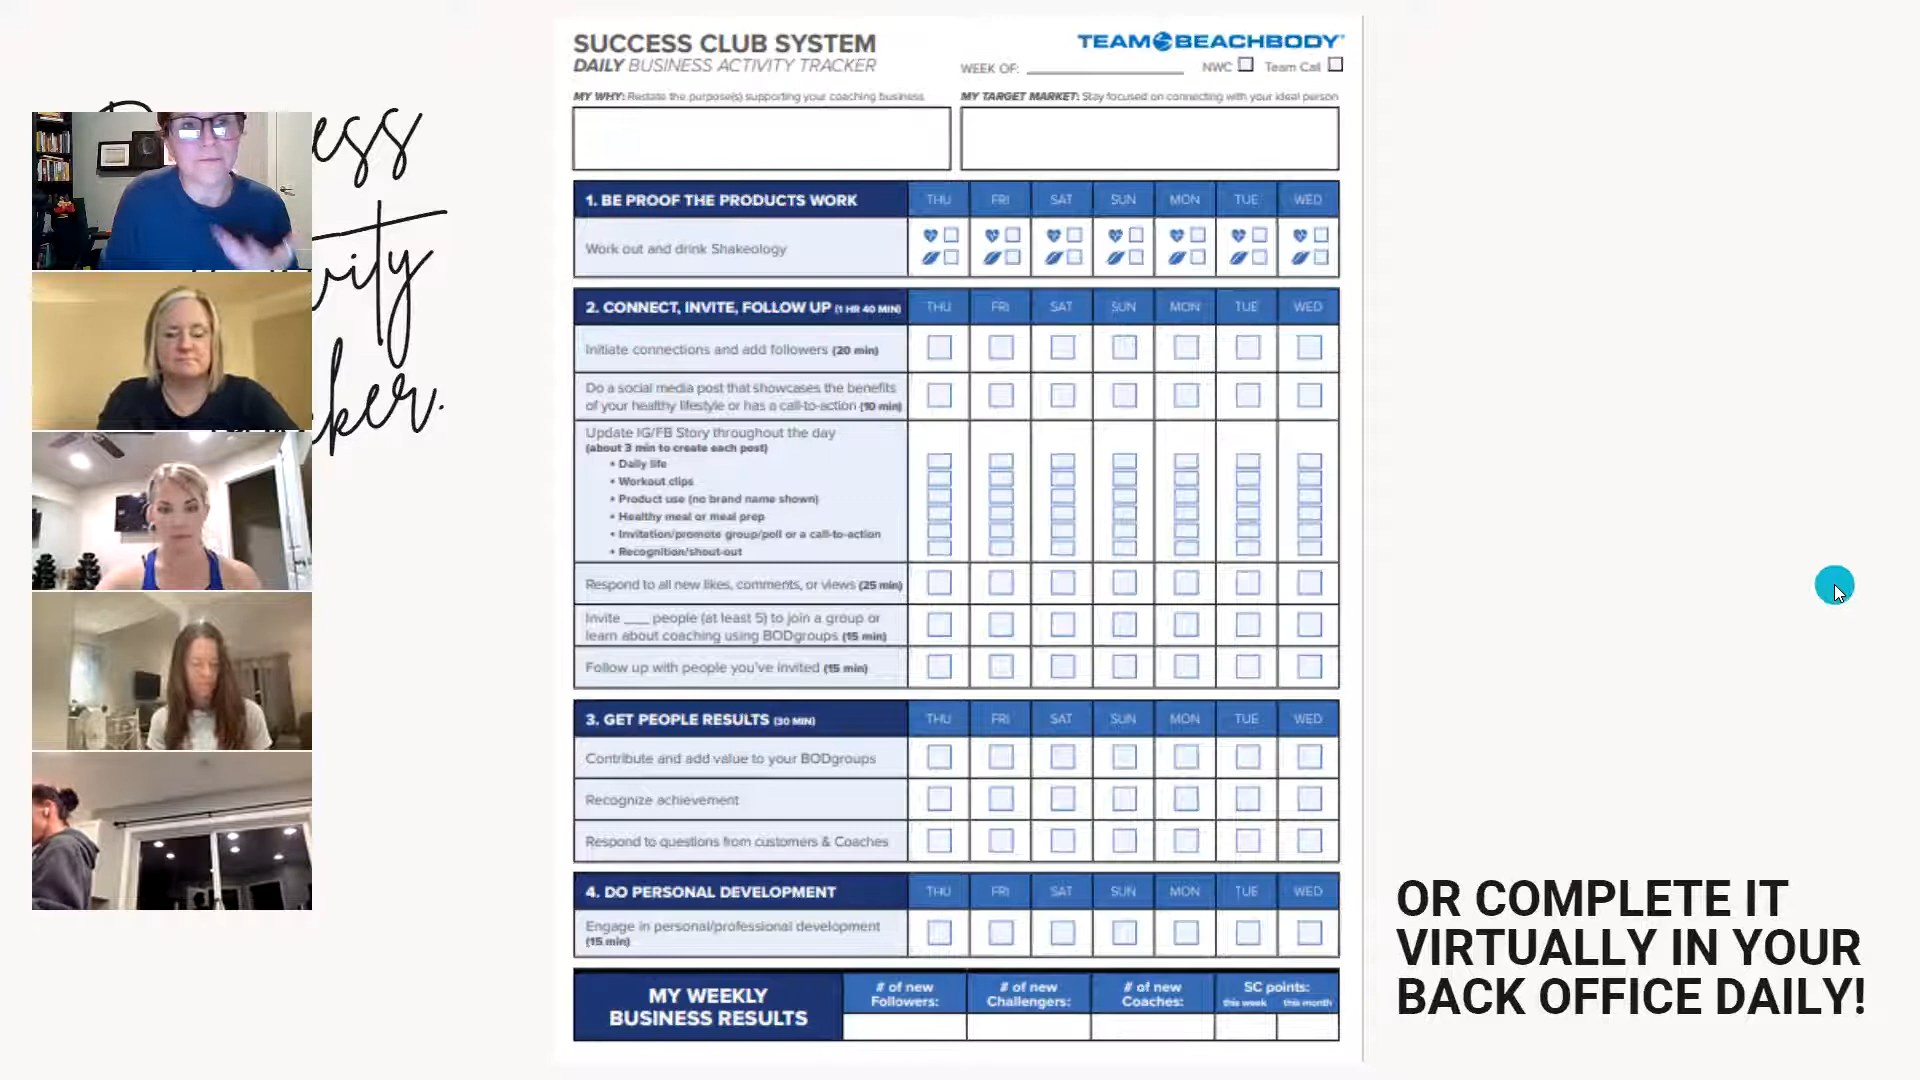 SUCCESS CLUB SYSTEM
DAILY BUSINESS ACTIVITY TRACKER
TEAM BEACHBODY
WEEK OF: NWC Team Call
MY WHY: Restate the purpose(s) supporting your coaching business
MY TARGET MARKET: Stay focused on connecting with your ideal person
ess
vity
ker.
1. BE PROOF THE PRODUCTS WORK THU FRI SAT SUN MON TUE WED
Work out and drink Shakeology
2. CONNECT, INVITE, FOLLOW UP (1 HR 40 MIN) THU FRI SAT SUN MON TUE WED
Initiate connections and add followers (20 min)
Do a social media post that showcases the benefits
of your healthy lifestyle or has a call-to-action (10 min)
Update IG/FB Story throughout the day
(about 3 min to create each post)
• Daily life
• Workout clips
• Product use (no brand name shown)
• Healthy meal or meal prep
• Invitation/promote group/poll or a call-to-action
• Recognition/shout-out
Respond to all new likes, comments, or views (25 min)
Invite ___ people (at least 5) to join a group or
learn about coaching using BODgroups (15 min)
Follow up with people you've invited (15 min)
3. GET PEOPLE RESULTS (30 MIN) THU FRI SAT SUN MON TUE WED
Contribute and add value to your BODgroups
Recognize achievement
Respond to questions from customers & Coaches
4. DO PERSONAL DEVELOPMENT THU FRI SAT SUN MON TUE WED
Engage in personal/professional development
(15 min)
MY WEEKLY
BUSINESS RESULTS
# of new
Followers:
# of new
Challengers:
# of new
Coaches:
SC points:
this week this month
OR COMPLETE IT
VIRTUALLY IN YOUR
BACK OFFICE DAILY!